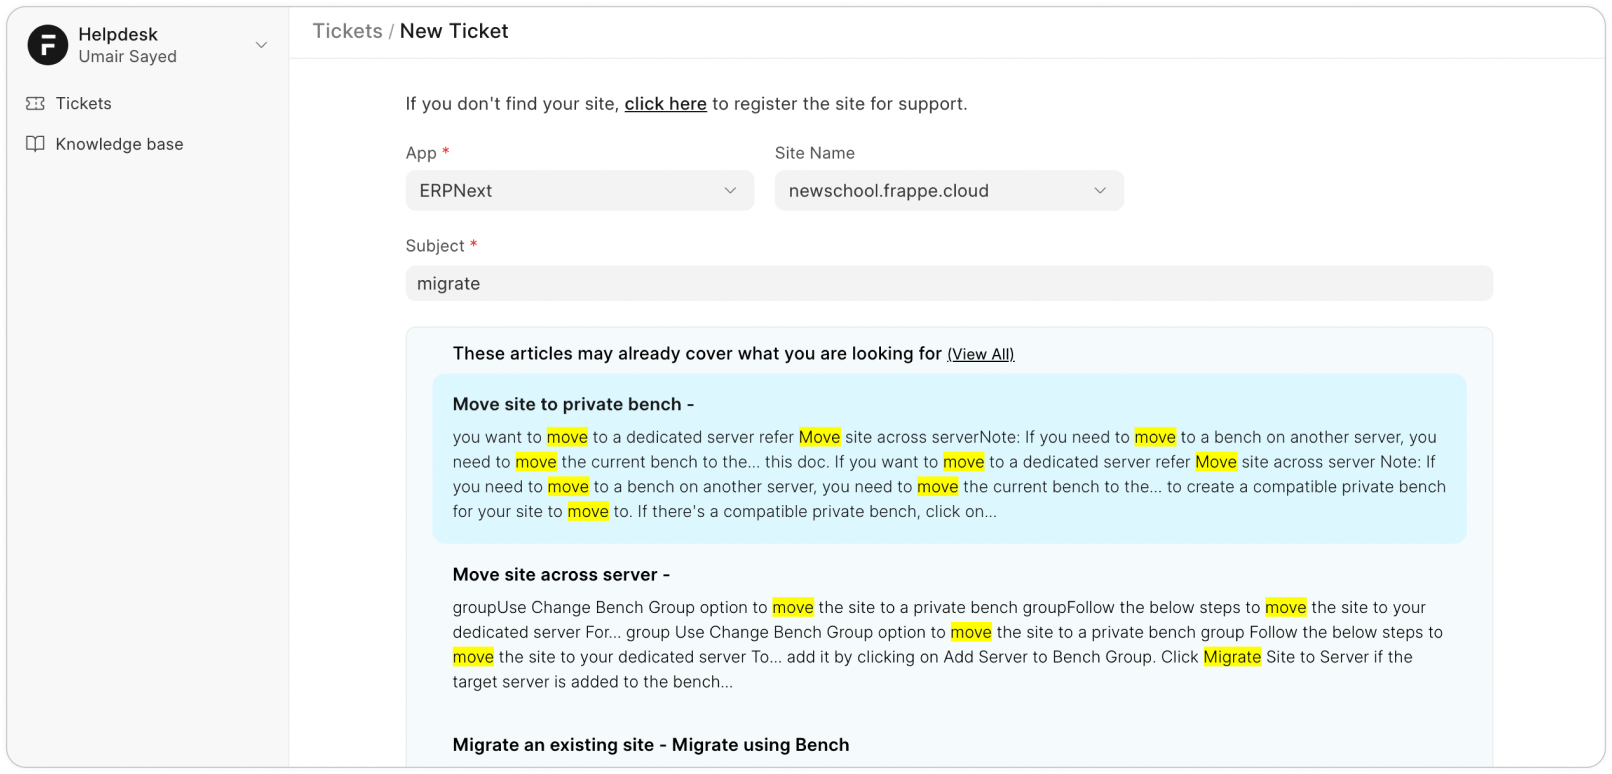 Helpdesk
Umair Sayed
Tickets
Knowledge base
Tickets / New Ticket
If you don't find your site, click here to register the site for support.
App *
Site Name
ERPNext
newschool.frappe.cloud
Subject *
migrate
These articles may already cover what you are looking for (View All)
Move site to private bench -
you want to move to a dedicated server refer Move site across serverNote: If you need to move to a bench on another server, you
need to move the current bench to the... this doc. If you want to move to a dedicated server refer Move site across server Note: If
you need to move to a bench on another server, you need to move the current bench to the... to create a compatible private bench
for your site to move to. If there's a compatible private bench, click on...
Move site across server -
groupUse Change Bench Group option to move the site to a private bench groupFollow the below steps to move the site to your
dedicated server For... group Use Change Bench Group option to move the site to a private bench group Follow the below steps to
move the site to your dedicated server To... add it by clicking on Add Server to Bench Group. Click Migrate Site to Server if the
target server is added to the bench...
Migrate an existing site - Migrate using Bench